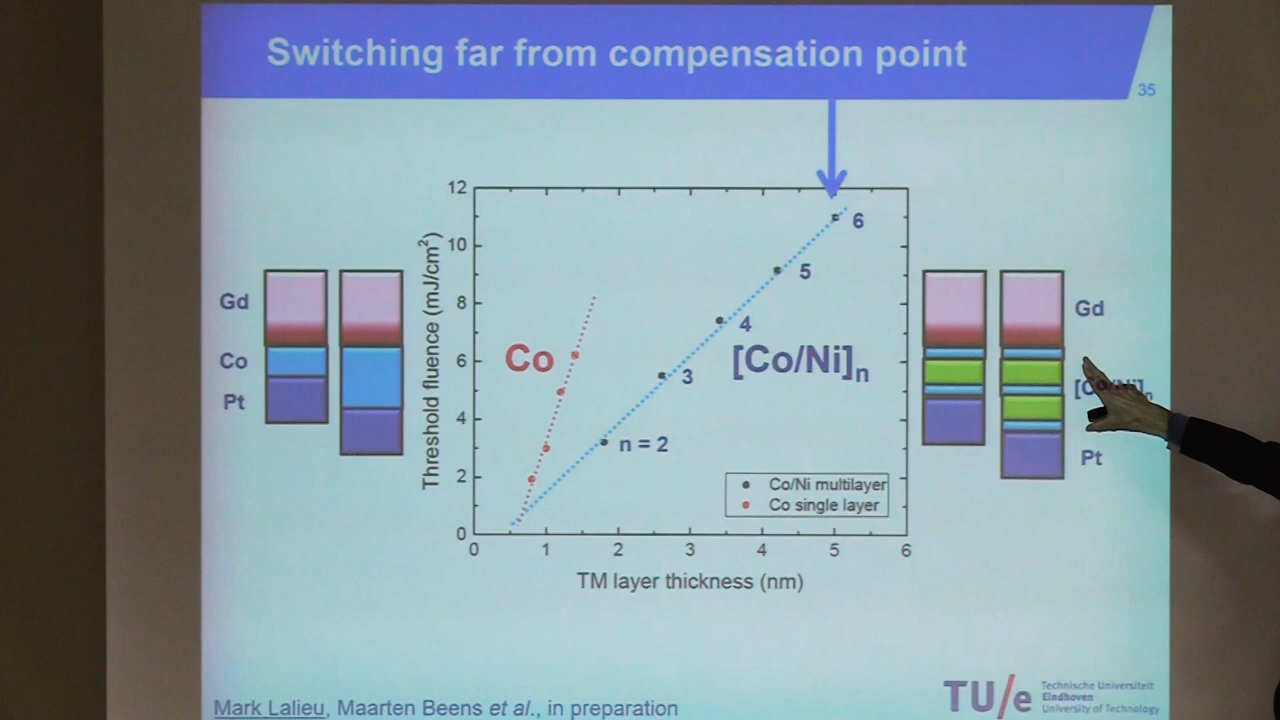 Switching far from compensation point
35
12
10
8
6
4
2
0
0 1 2 3 4 5 6
Threshold fluence (mJ/cm²)
TM layer thickness (nm)
Co
[Co/Ni]n
n = 2
3
4
5
6
Co/Ni multilayer
Co single layer
Gd
Co
Pt
Gd
[Co/Ni]n
Pt
Mark Lalieu, Maarten Beens et al., in preparation
TU/e
Technische Universiteit
Eindhoven
University of Technology